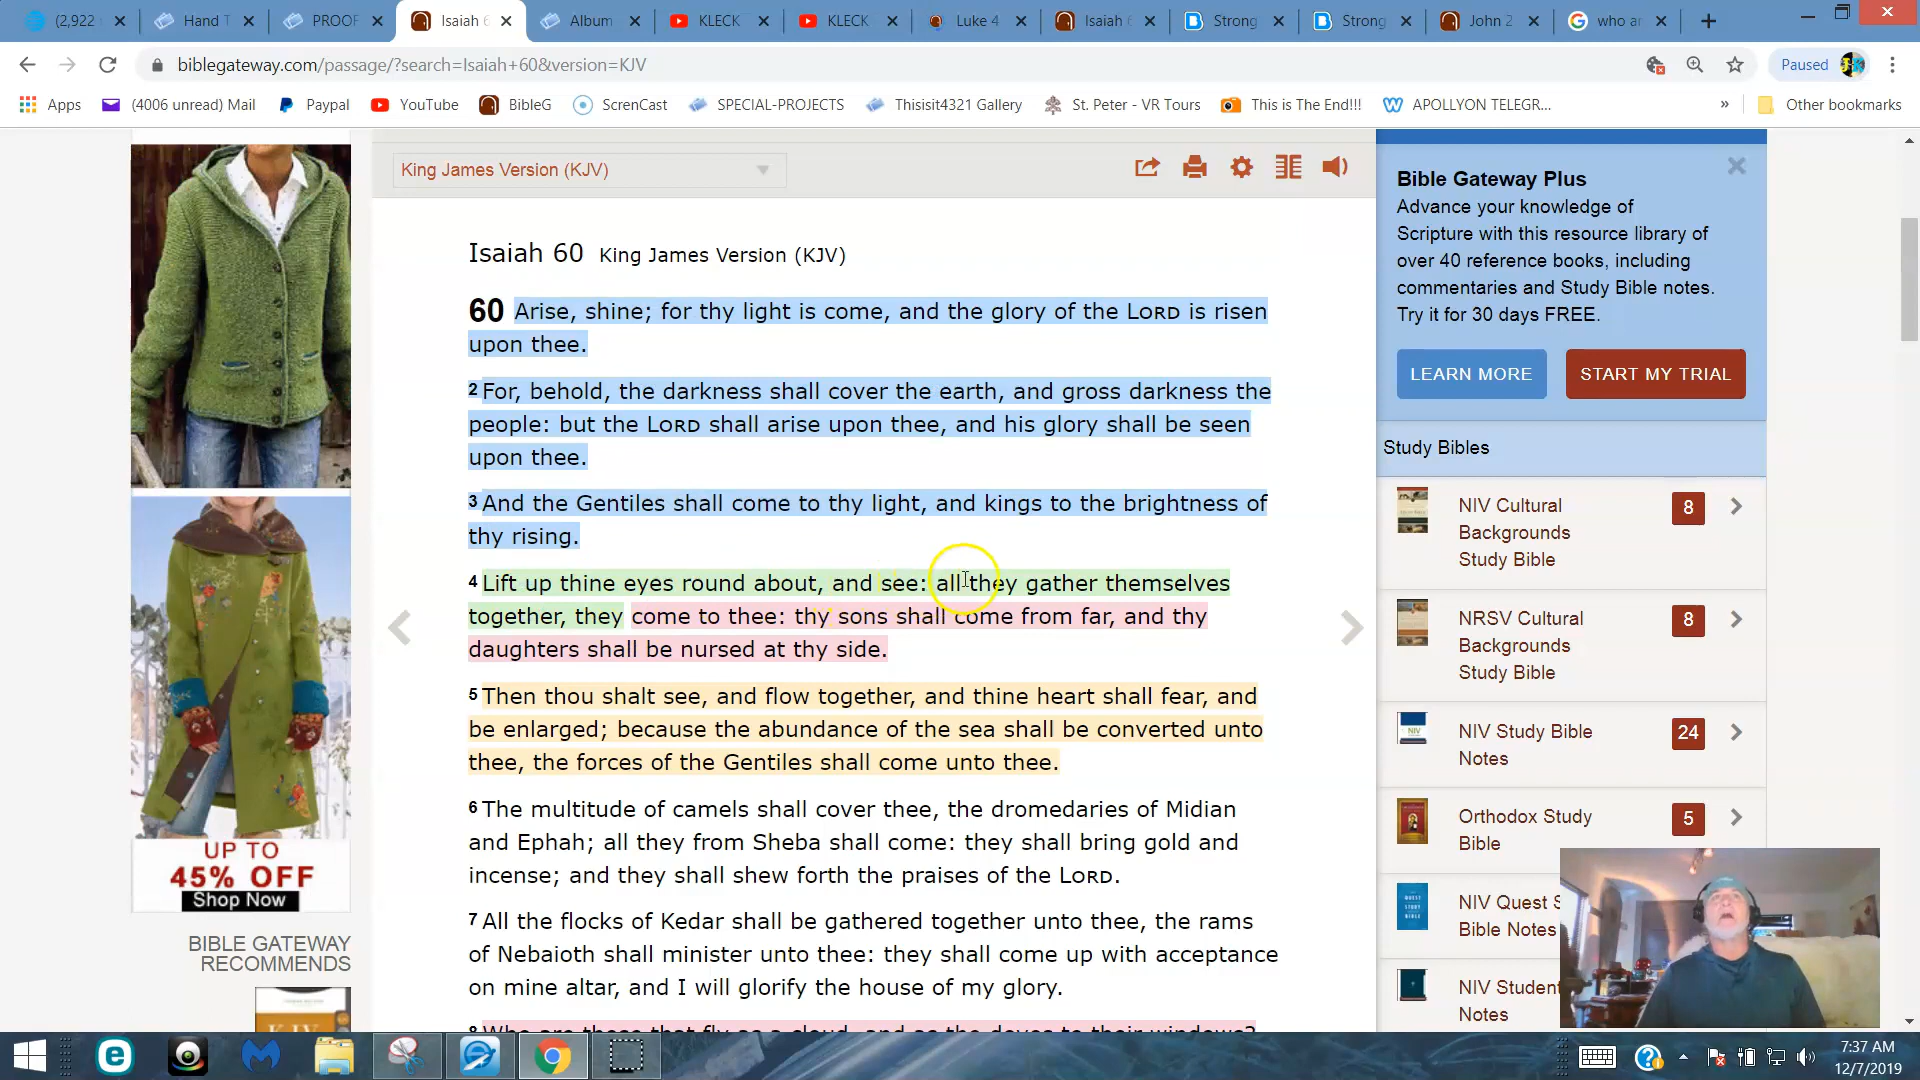 (2,922
Hand T
PROOF
Isaiah 6
Album
KLECK
KLECK
Luke 4
Isaiah 6
Strong
Strong
John 2
who ar
biblegateway.com/passage/?search=Isaiah+60&version=KJV
Paused
Apps
(4006 unread) Mail
Paypal
YouTube
BibleG
ScrenCast
SPECIAL-PROJECTS
Thisisit4321 Gallery
St. Peter - VR Tours
This is The End!!!
APOLLYON TELEGR...
»
Other bookmarks
King James Version (KJV)
Isaiah 60 King James Version (KJV)
60 Arise, shine; for thy light is come, and the glory of the LORD is risen
upon thee.
2 For, behold, the darkness shall cover the earth, and gross darkness the
people: but the LORD shall arise upon thee, and his glory shall be seen
upon thee.
3 And the Gentiles shall come to thy light, and kings to the brightness of
thy rising.
4 Lift up thine eyes round about, and see: all they gather themselves
together, they come to thee: thy sons shall come from far, and thy
daughters shall be nursed at thy side.
5 Then thou shalt see, and flow together, and thine heart shall fear, and
be enlarged; because the abundance of the sea shall be converted unto
thee, the forces of the Gentiles shall come unto thee.
6 The multitude of camels shall cover thee, the dromedaries of Midian
and Ephah; all they from Sheba shall come: they shall bring gold and
incense; and they shall shew forth the praises of the LORD.
7 All the flocks of Kedar shall be gathered together unto thee, the rams
of Nebaioth shall minister unto thee: they shall come up with acceptance
on mine altar, and I will glorify the house of my glory.
8 Who are these that fly as a cloud, and as the doves to their windows?
UP TO
45% OFF
Shop Now
BIBLE GATEWAY
RECOMMENDS
KJV
Bible Gateway Plus
Advance your knowledge of
Scripture with this resource library of
over 40 reference books, including
commentaries and Study Bible notes.
Try it for 30 days FREE.
LEARN MORE
START MY TRIAL
Study Bibles
NIV Cultural
Backgrounds
Study Bible
8
NRSV Cultural
Backgrounds
Study Bible
8
NIV Study Bible
Notes
24
Orthodox Study
Bible
5
NIV Quest S
Bible Notes
NIV Student
Notes
7:37 AM
12/7/2019